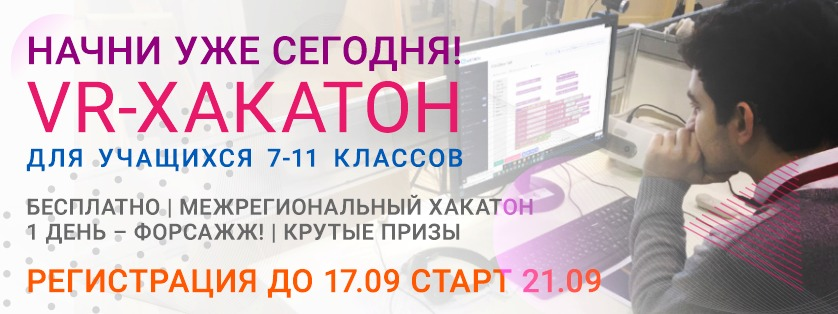 НАЧНИ УЖЕ СЕГОДНЯ!
VR-ХАКАТОН
ДЛЯ УЧАЩИХСЯ 7-11 КЛАССОВ
БЕСПЛАТНО | МЕЖРЕГИОНАЛЬНЫЙ ХАКАТОН
1 ДЕНЬ – ФОРСАЖЖ! | КРУТЫЕ ПРИЗЫ
РЕГИСТРАЦИЯ ДО 17.09 СТАРТ 21.09